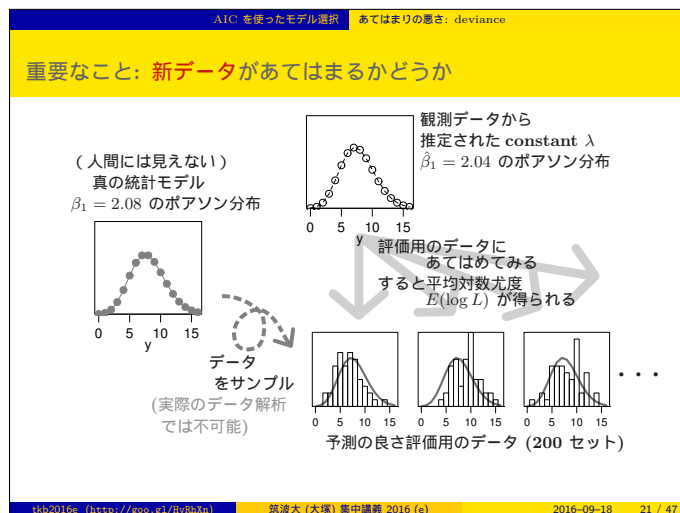 AIC を使ったモデル選択 あてはまりの悪さ: deviance
重要なこと: 新データがあてはまるかどうか
(人間には見えない)
真の統計モデル
β₁ = 2.08 のポアソン分布
0 5 10 15
y
観測データから
推定された constant λ
β̂₁ = 2.04 のポアソン分布
0 5 10 15
y
評価用のデータに
あてはめてみる
すると平均対数尤度
E(log L) が得られる
データ
をサンプル
(実際のデータ解析
では不可能)
0 5 10 15
0 5 10 15
0 5 10 15
• • •
予測の良さ評価用のデータ (200 セット)
tkb2016e (http://goo.gl/HvRhXn) 筑波大 (大塚) 集中講義 2016 (e) 2016–09–18 21 / 47